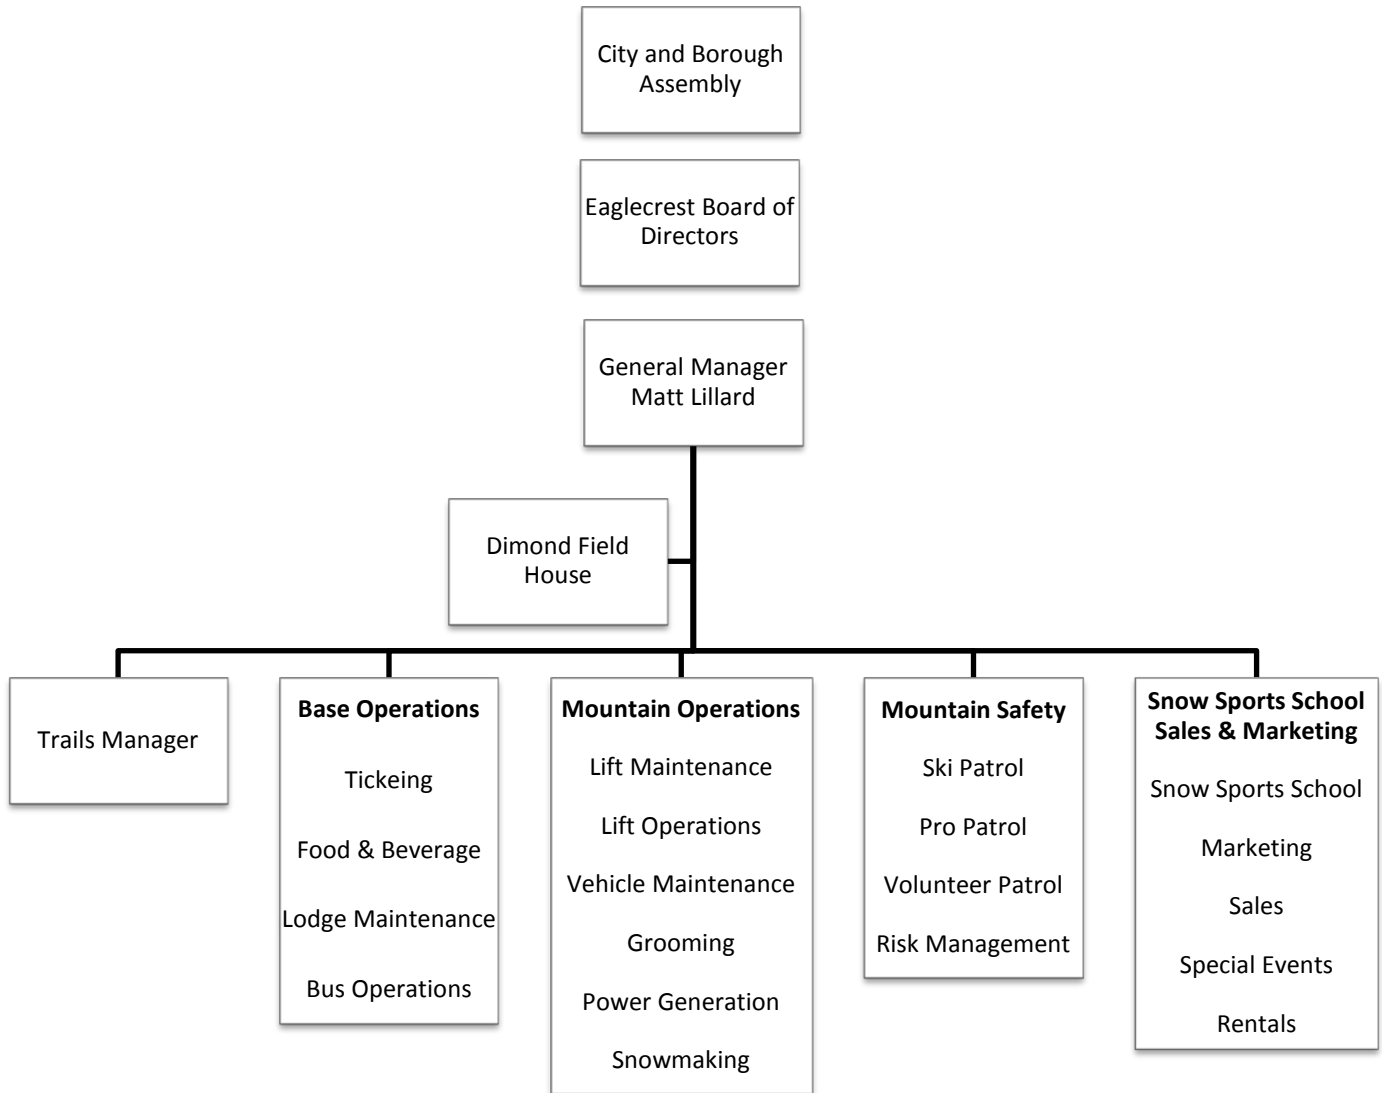 City and Borough
Assembly
Eaglecrest Board of
Directors
General Manager
Matt Lillard
Dimond Field
House
Trails Manager
Base Operations
Tickeing
Food & Beverage
Lodge Maintenance
Bus Operations
Mountain Operations
Lift Maintenance
Lift Operations
Vehicle Maintenance
Grooming
Power Generation
Snowmaking
Mountain Safety
Ski Patrol
Pro Patrol
Volunteer Patrol
Risk Management
Snow Sports School
Sales & Marketing
Snow Sports School
Marketing
Sales
Special Events
Rentals